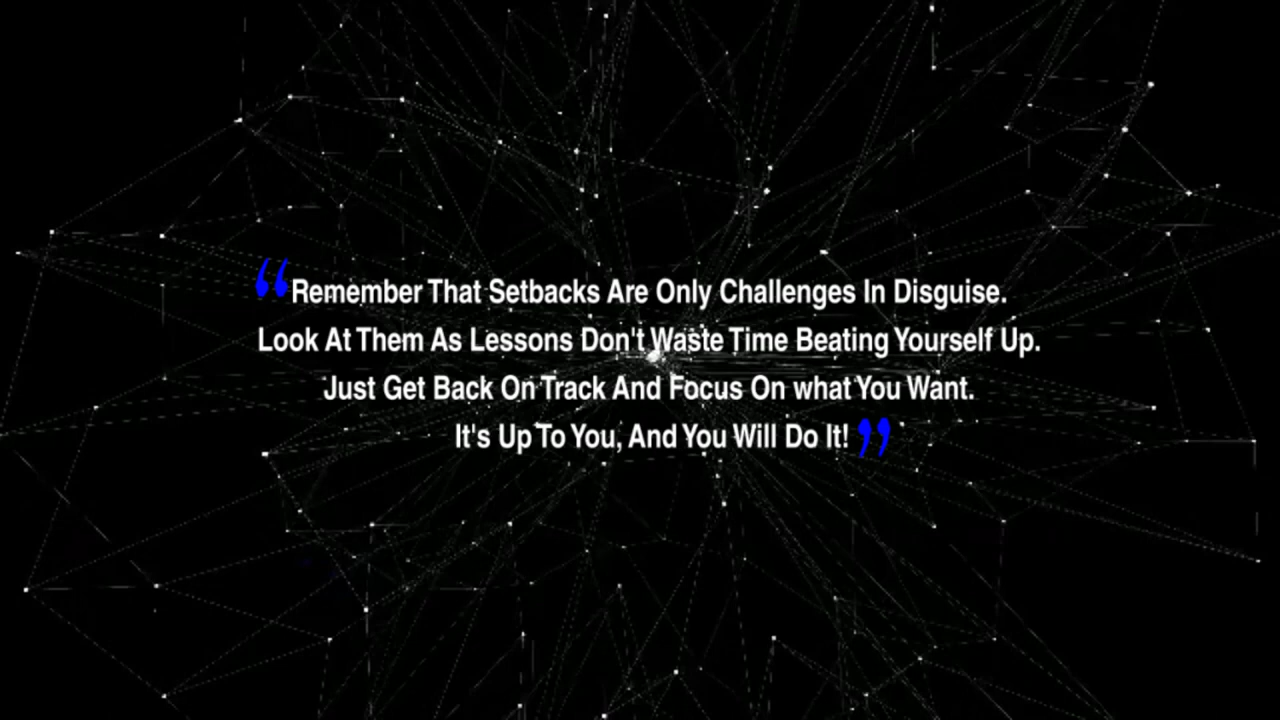 “Remember That Setbacks Are Only Challenges In Disguise.
Look At Them As Lessons Don't Waste Time Beating Yourself Up.
Just Get Back On Track And Focus On what You Want.
It's Up To You, And You Will Do It! ”